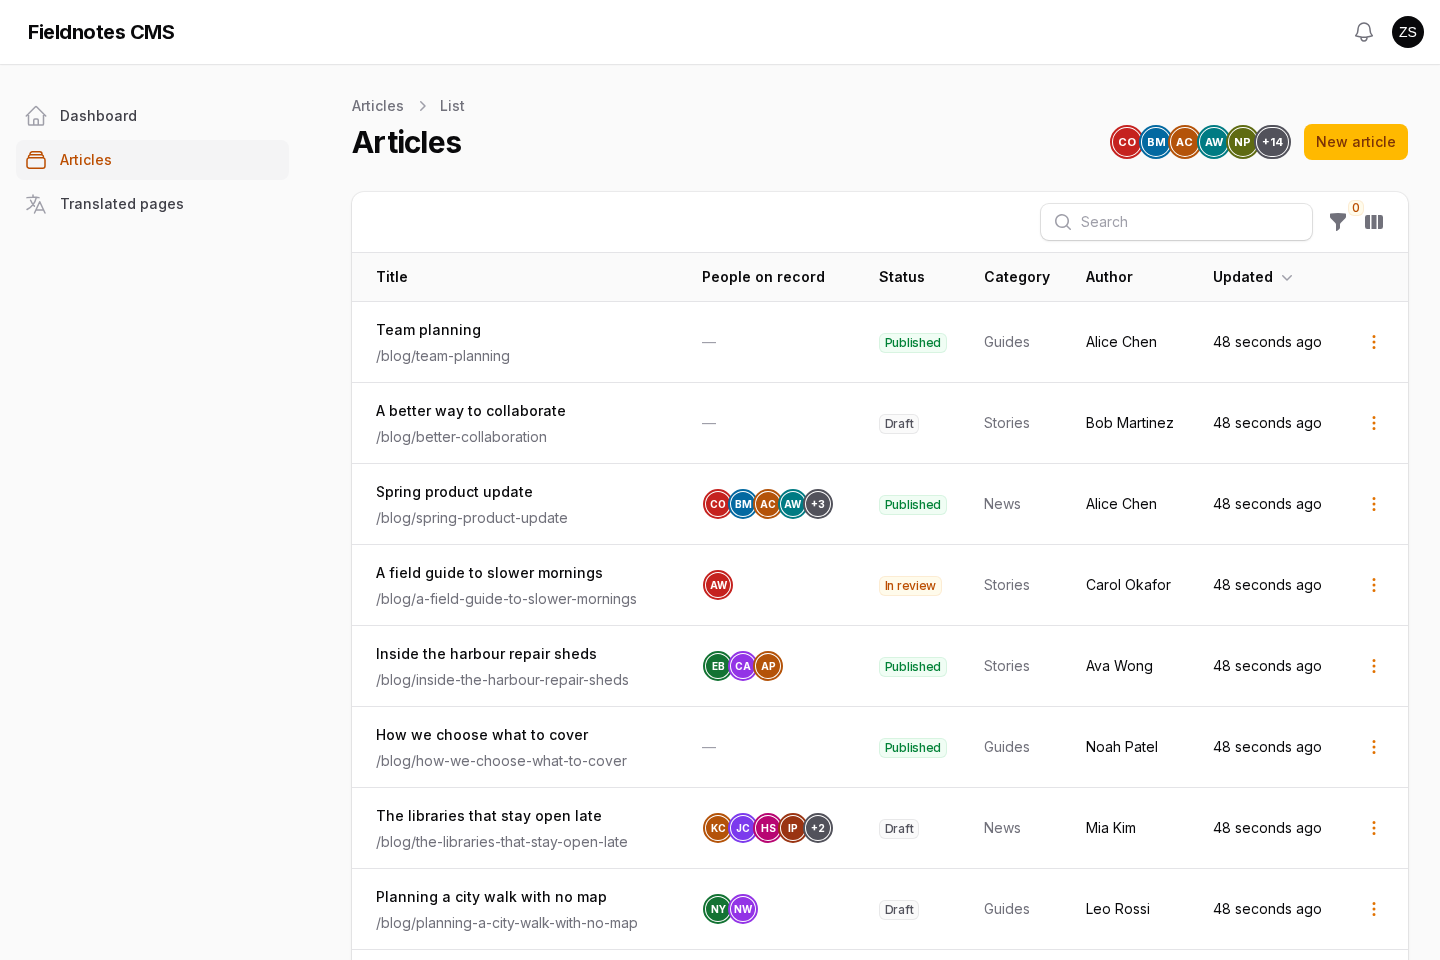 Fieldnotes CMS
ZS
Dashboard
Articles
Translated pages
Articles List
Articles
CO BM AC AW NP +14
New article
Search
0
Title People on record Status Category Author Updated
Team planning
/blog/team-planning
— Published Guides Alice Chen 48 seconds ago
A better way to collaborate
/blog/better-collaboration
— Draft Stories Bob Martinez 48 seconds ago
Spring product update
/blog/spring-product-update
CO BM AC AW +3 Published News Alice Chen 48 seconds ago
A field guide to slower mornings
/blog/a-field-guide-to-slower-mornings
AW In review Stories Carol Okafor 48 seconds ago
Inside the harbour repair sheds
/blog/inside-the-harbour-repair-sheds
EB CA AP Published Stories Ava Wong 48 seconds ago
How we choose what to cover
/blog/how-we-choose-what-to-cover
— Published Guides Noah Patel 48 seconds ago
The libraries that stay open late
/blog/the-libraries-that-stay-open-late
KC JC HS IP +2 Draft News Mia Kim 48 seconds ago
Planning a city walk with no map
/blog/planning-a-city-walk-with-no-map
NY NW Draft Guides Leo Rossi 48 seconds ago